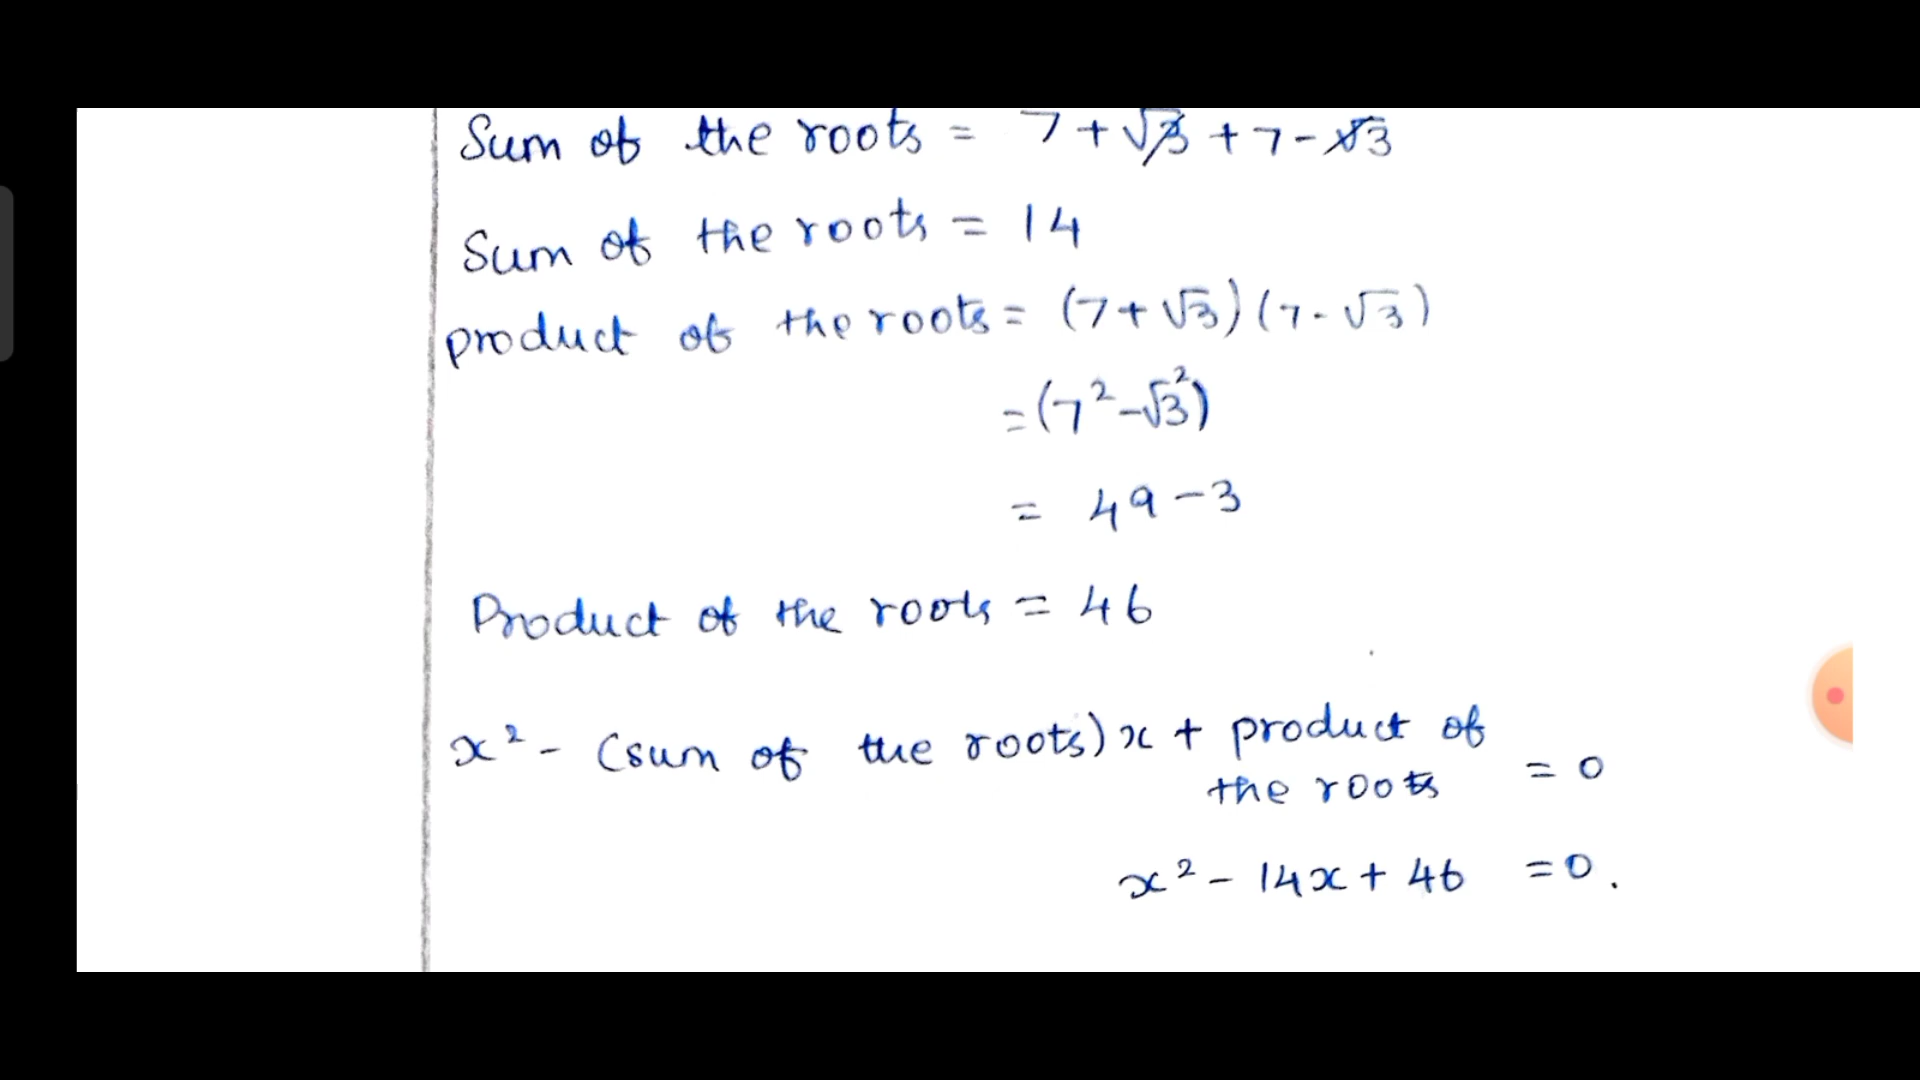 Sum of the roots = 7 + √3 + 7 - √3
Sum of the roots = 14
product of the roots = (7 + √3) (7 - √3)
= (7² - √3²)
= 49 - 3
Product of the roots = 46
x² - (sum of the roots) x + product of
the roots = 0
x² - 14x + 46 = 0.